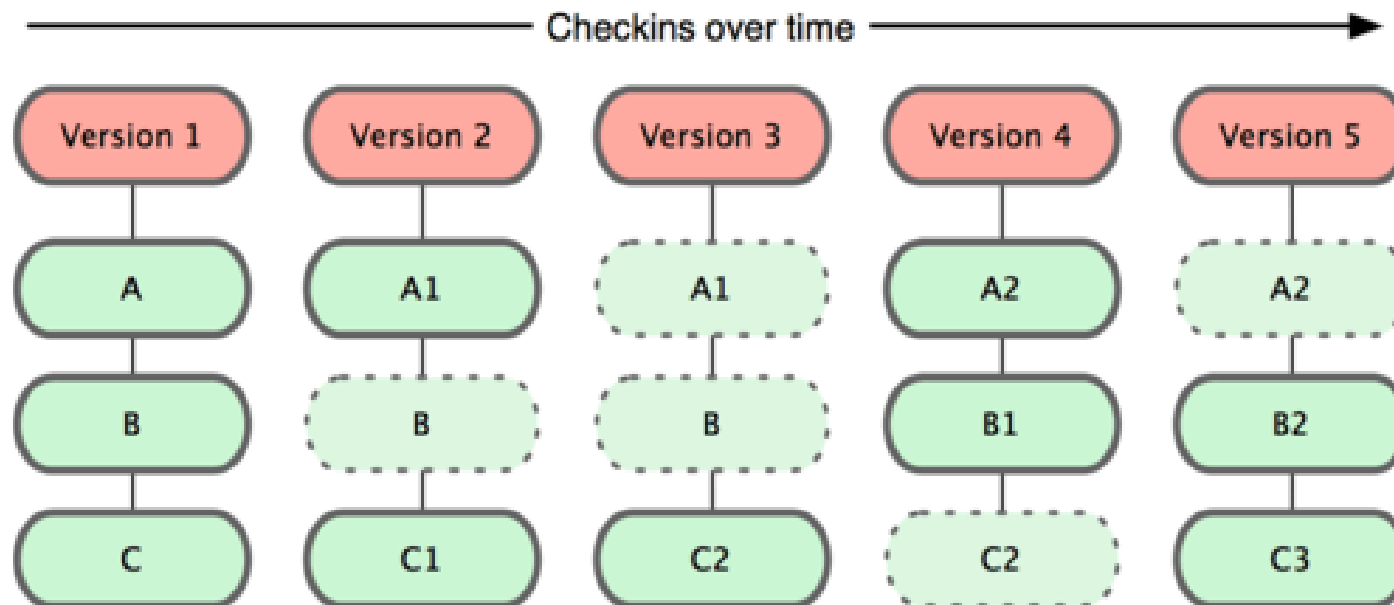 Checkins over time
Version 1 Version 2 Version 3 Version 4 Version 5
A A1 A1 A2 A2
B B B B1 B2
C C1 C2 C2 C3